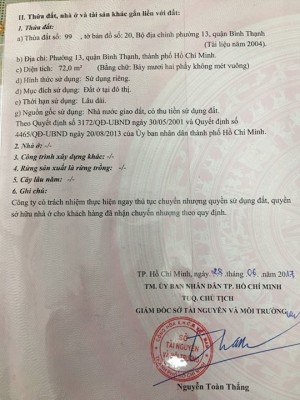 II. Thửa đất, nhà ở và tài sản khác gắn liền với đất:
1. Thửa đất:
a) Thửa đất số: 99 , tờ bản đồ số: 20, Bộ địa chính phường 13, quận Bình Thạnh
(Tài liệu năm 2004).
b) Địa chỉ: Phường 13, quận Bình Thạnh, thành phố Hồ Chí Minh.
c) Diện tích: 72,0 m² (Bằng chữ: Bảy mươi hai phẩy không mét vuông)
d) Hình thức sử dụng: Sử dụng riêng.
đ) Mục đích sử dụng: Đất ở tại đô thị.
e) Thời hạn sử dụng: Lâu dài.
g) Nguồn gốc sử dụng: Nhà nước giao đất, có thu tiền sử dụng đất.
Theo Quyết định số 3172/QĐ-UBND ngày 30/05/2001 và Quyết định số
4465/QĐ-UBND ngày 20/08/2013 của Ủy ban nhân dân thành phố Hồ Chí Minh.
2. Nhà ở: -/-
3. Công trình xây dựng khác: -/-
4. Rừng sản xuất là rừng trồng: -/-
5. Cây lâu năm: -/-
6. Ghi chú:
Công ty có trách nhiệm thực hiện ngay thủ tục chuyển nhượng quyền sử dụng đất, quyền
sở hữu nhà ở cho khách hàng đã nhận chuyển nhượng theo quy định.
TP. Hồ Chí Minh, ngày 28 tháng 06 năm
TM. ỦY BAN NHÂN DÂN TP. HỒ CHÍ MINH
TUQ. CHỦ TỊCH
GIÁM ĐỐC SỞ TÀI NGUYÊN VÀ MÔI TRƯỜNG
SỞ
TÀI NGUYÊN
VÀ MÔI TRƯỜNG
Nguyễn Toàn Thắng